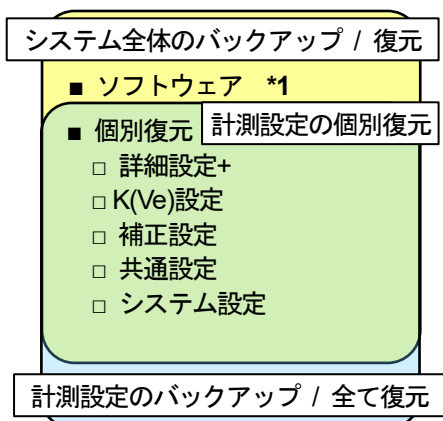 システム全体のバックアップ / 復元
■ ソフトウェア *1
■ 個別復元
計測設定の個別復元
□ 詳細設定+
□ K(Ve)設定
□ 補正設定
□ 共通設定
□ システム設定
計測設定のバックアップ / 全て復元